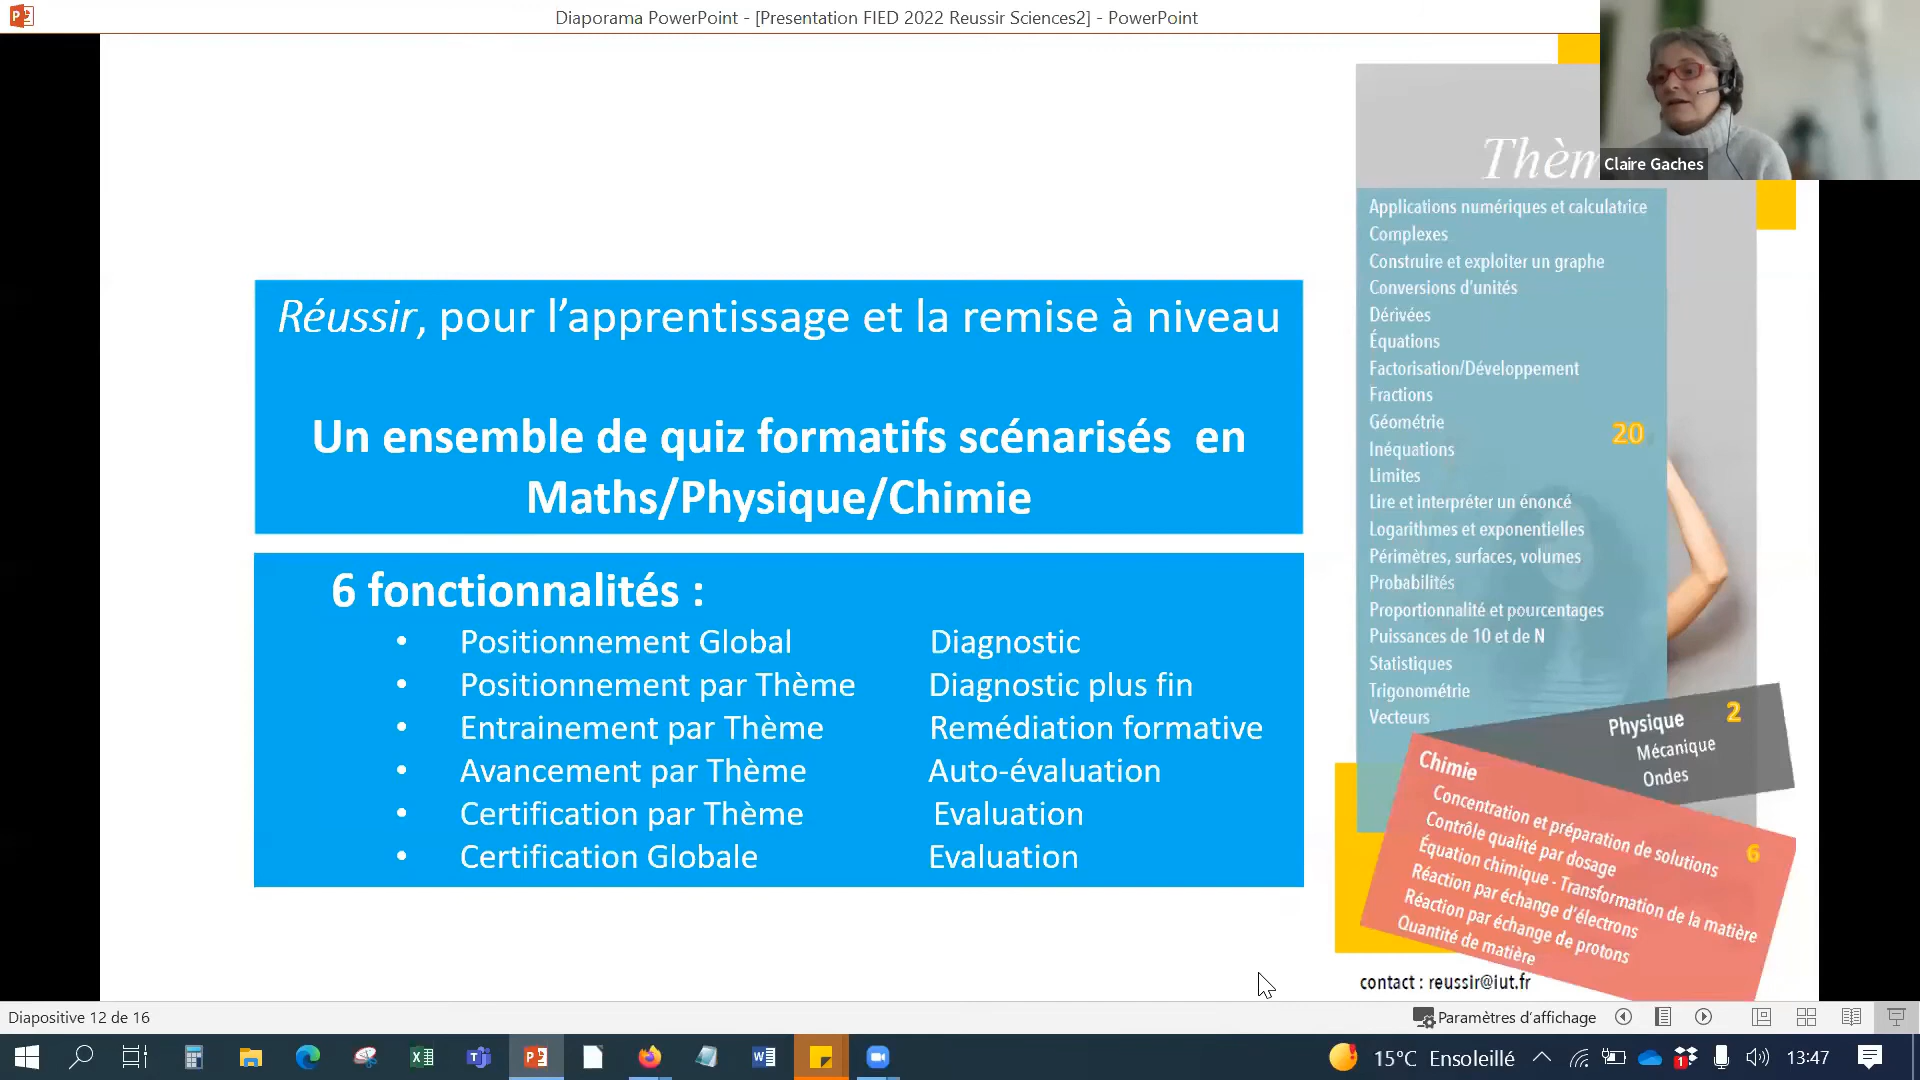 Diaporama PowerPoint - [Presentation FIED 2022 Reussir Sciences2] - PowerPoint
Claire Gaches
Réussir, pour l’apprentissage et la remise à niveau
Un ensemble de quiz formatifs scénarisés en
Maths/Physique/Chimie
6 fonctionnalités :
• Positionnement Global Diagnostic
• Positionnement par Thème Diagnostic plus fin
• Entrainement par Thème Remédiation formative
• Avancement par Thème Auto-évaluation
• Certification par Thème Evaluation
• Certification Globale Evaluation
Applications numériques et calculatrice
Complexes
Construire et exploiter un graphe
Conversions d’unités
Dérivées
Équations
Factorisation/Développement
Fractions
Géométrie
20
Inéquations
Limites
Lire et interpréter un énoncé
Logarithmes et exponentielles
Périmètres, surfaces, volumes
Probabilités
Proportionnalité et pourcentages
Puissances de 10 et de N
Statistiques
Trigonométrie
Vecteurs
Physique 2
Mécanique
Ondes
Chimie
Concentration et préparation de solutions 6
Contrôle qualité par dosage
Équation chimique - Transformation de la matière
Réaction par échange d’électrons
Réaction par échange de protons
Quantité de matière
contact : reussir@iut.fr
Diapositive 12 de 16
Paramètres d’affichage
15°C Ensoleillé
1
13:47